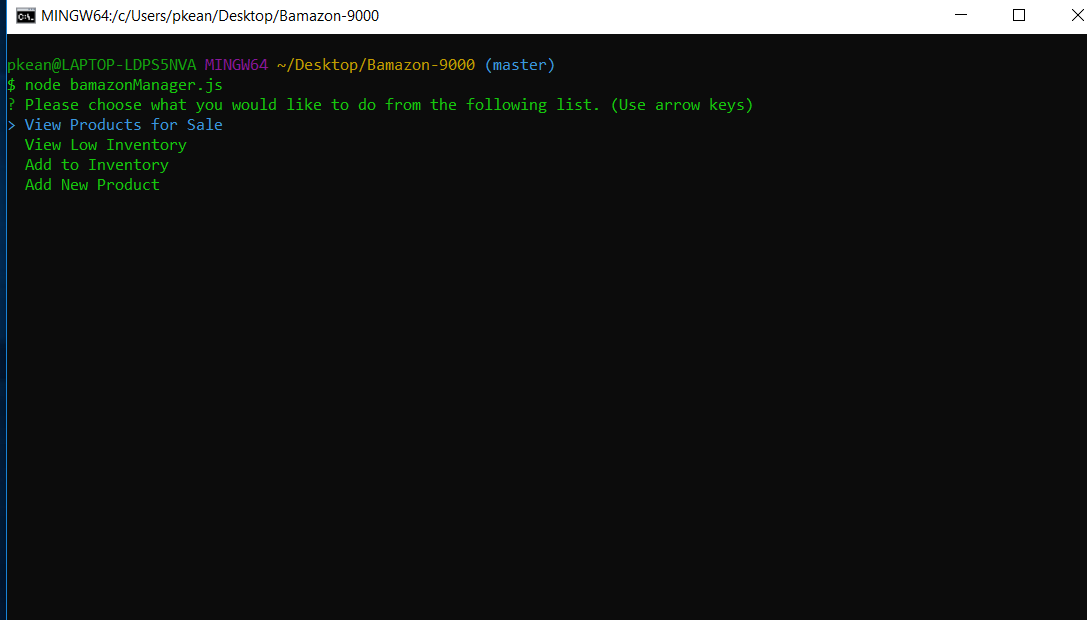 MINGW64:/c/Users/pkean/Desktop/Bamazon-9000
pkean@LAPTOP-LDPS5NVA MINGW64 ~/Desktop/Bamazon-9000 (master)
$ node bamazonManager.js
? Please choose what you would like to do from the following list. (Use arrow keys)
> View Products for Sale
View Low Inventory
Add to Inventory
Add New Product